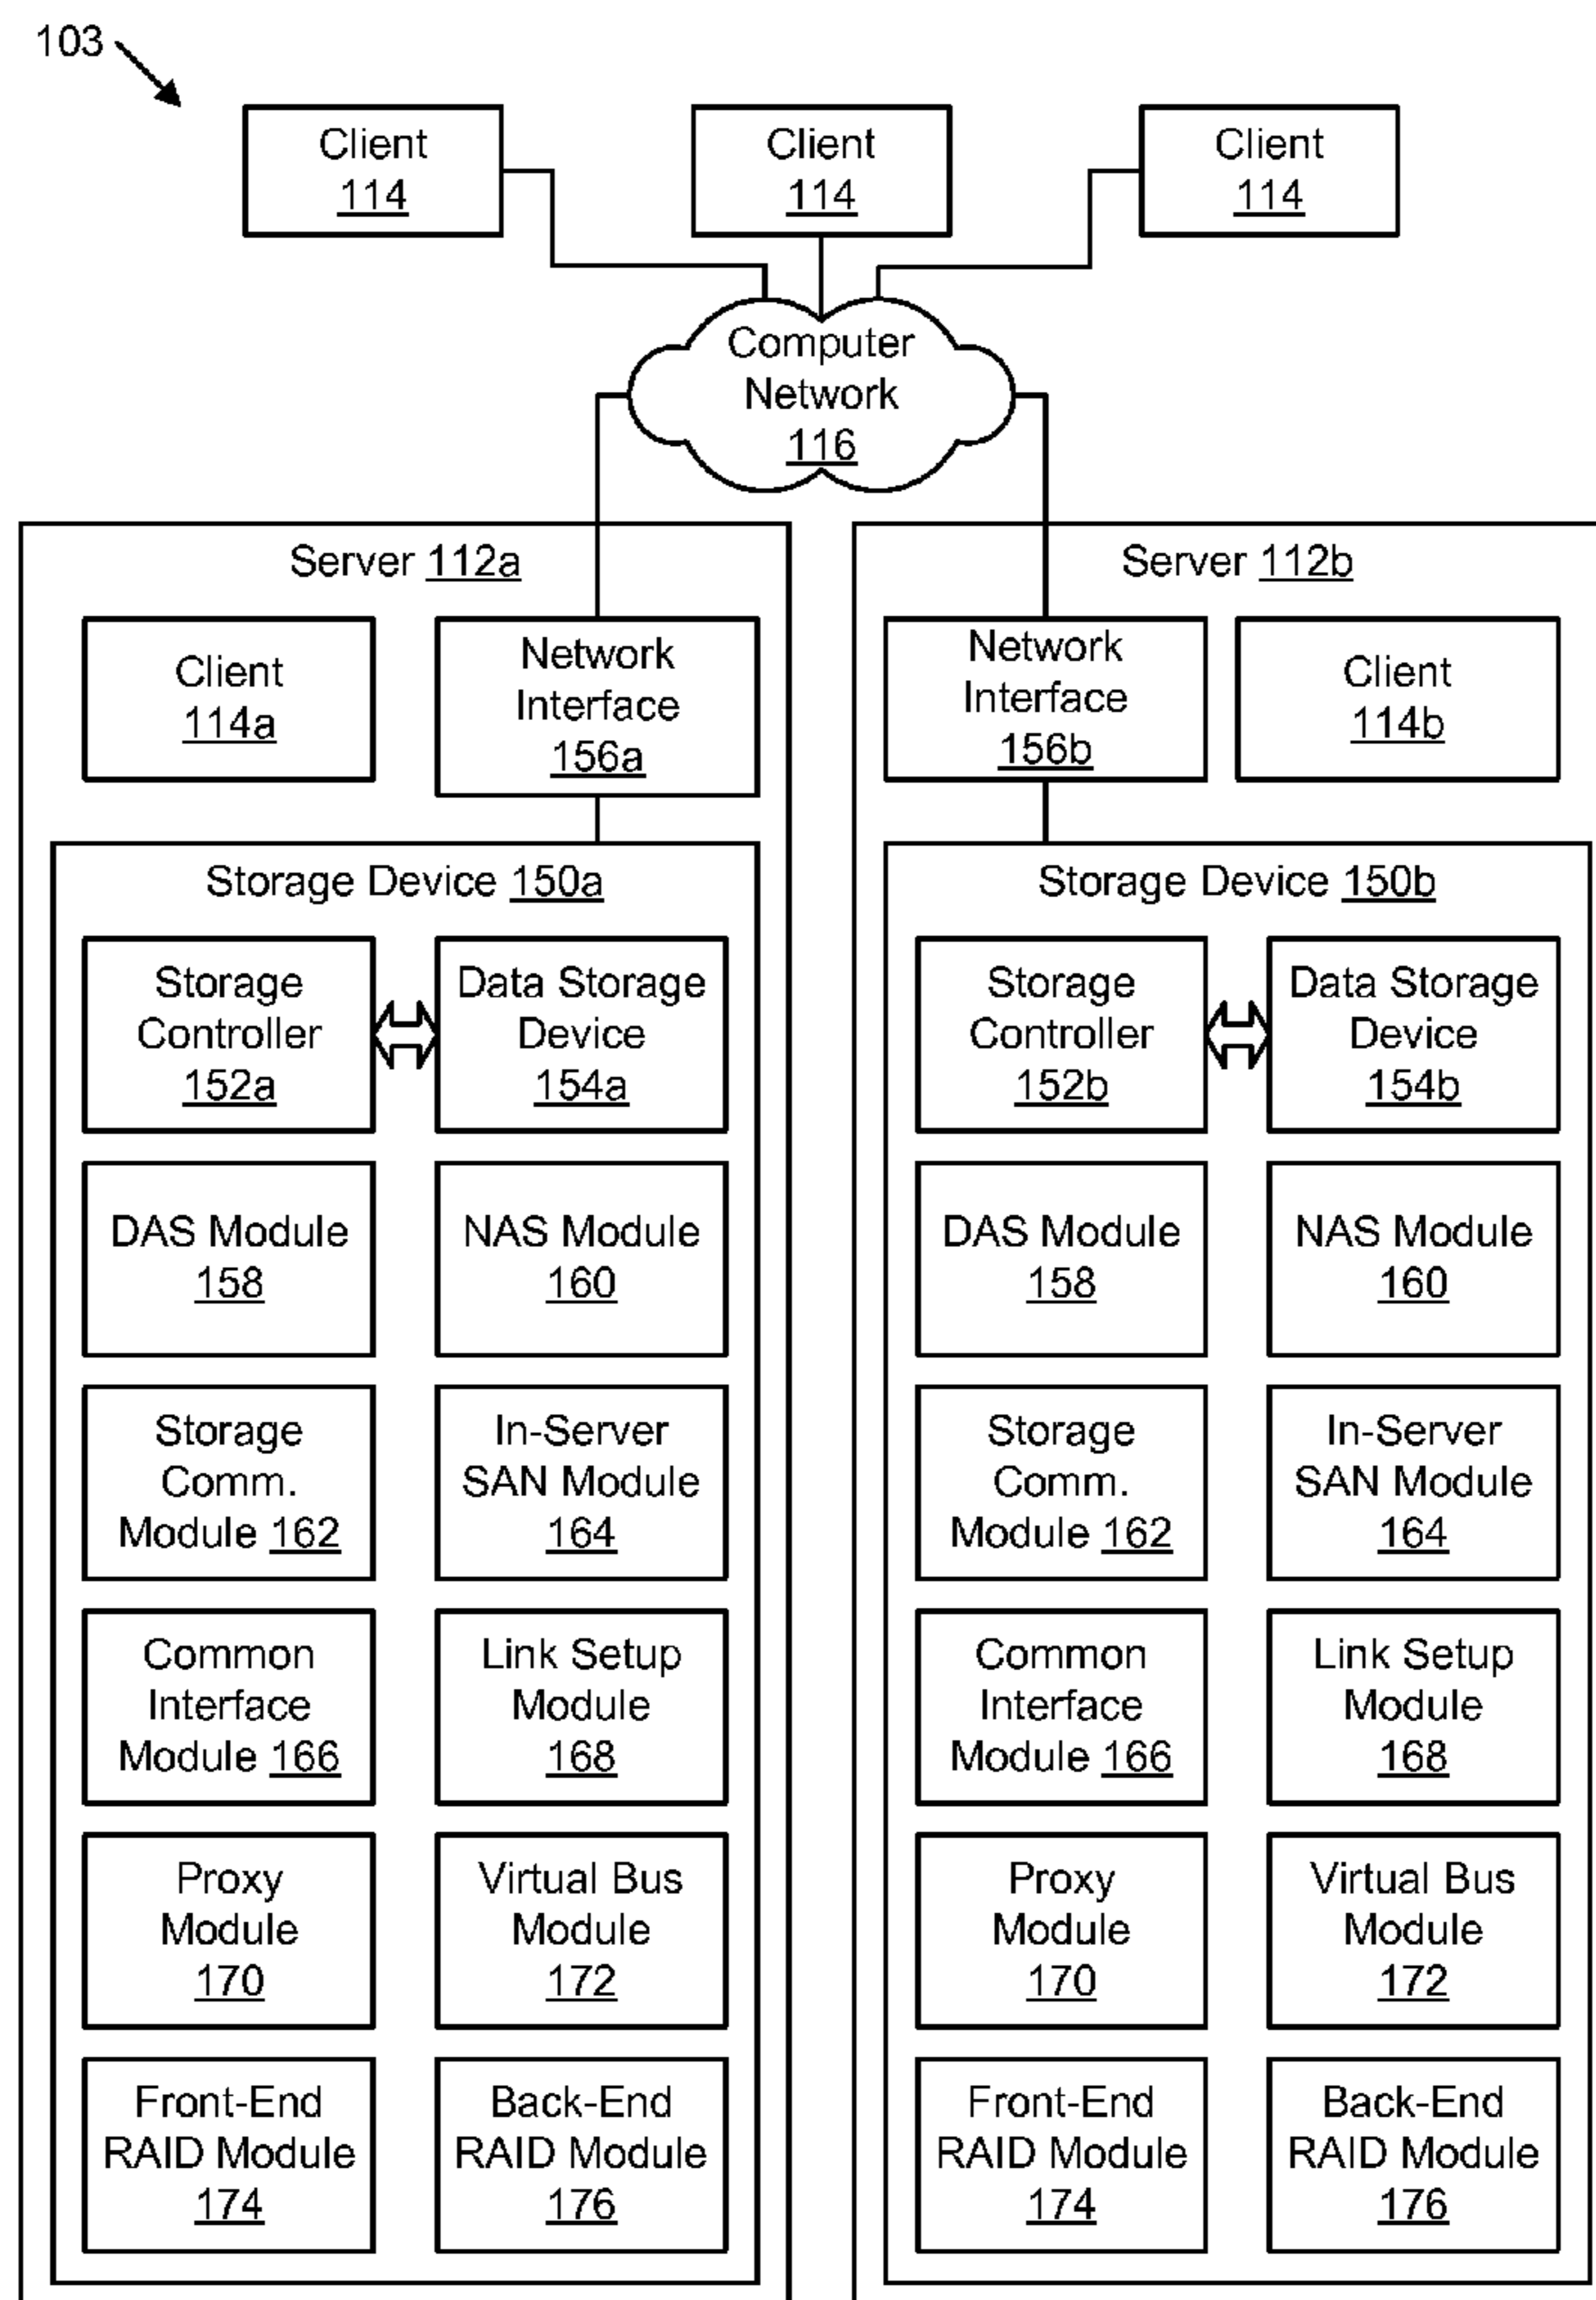 103
Client
114
Client
114
Client
114
Computer
Network
116
Server 112a
Client
114a
Network
Interface
156a
Storage Device 150a
Storage
Controller
152a
Data Storage
Device
154a
DAS Module
158
NAS Module
160
Storage
Comm.
Module 162
In-Server
SAN Module
164
Common
Interface
Module 166
Link Setup
Module
168
Proxy
Module
170
Virtual Bus
Module
172
Front-End
RAID Module
174
Back-End
RAID Module
176
Server 112b
Network
Interface
156b
Client
114b
Storage Device 150b
Storage
Controller
152b
Data Storage
Device
154b
DAS Module
158
NAS Module
160
Storage
Comm.
Module 162
In-Server
SAN Module
164
Common
Interface
Module 166
Link Setup
Module
168
Proxy
Module
170
Virtual Bus
Module
172
Front-End
RAID Module
174
Back-End
RAID Module
176